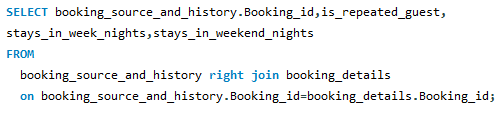 SELECT booking_source_and_history.Booking_id,is_repeated_guest,
stays_in_week_nights,stays_in_weekend_nights
FROM
booking_source_and_history right join booking_details
on booking_source_and_history.Booking_id=booking_details.Booking_id;